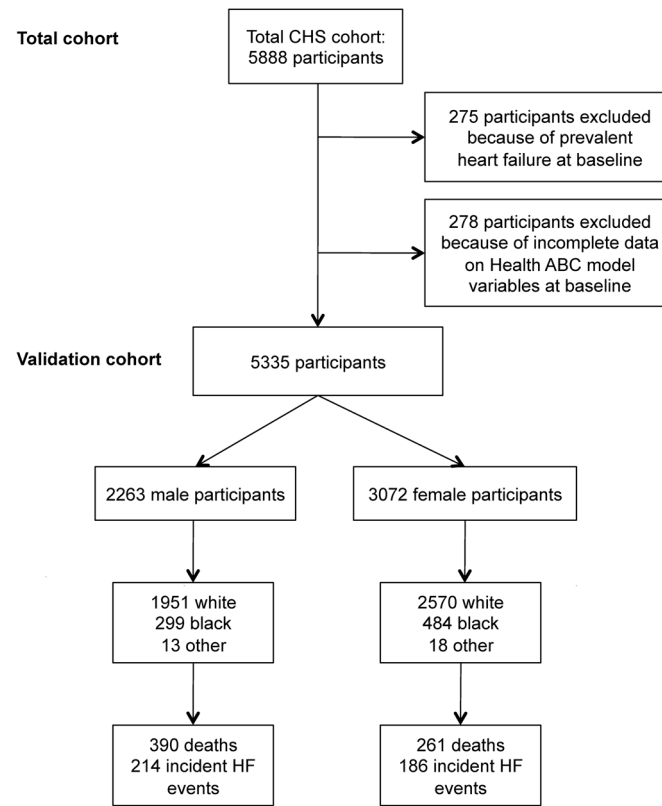 Total cohort
Total CHS cohort:
5888 participants
275 participants excluded
because of prevalent
heart failure at baseline
278 participants excluded
because of incomplete data
on Health ABC model
variables at baseline
Validation cohort
5335 participants
2263 male participants
3072 female participants
1951 white
299 black
13 other
2570 white
484 black
18 other
390 deaths
214 incident HF
events
261 deaths
186 incident HF
events